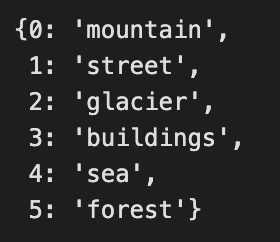 {0: 'mountain',
1: 'street',
2: 'glacier',
3: 'buildings',
4: 'sea',
5: 'forest'}